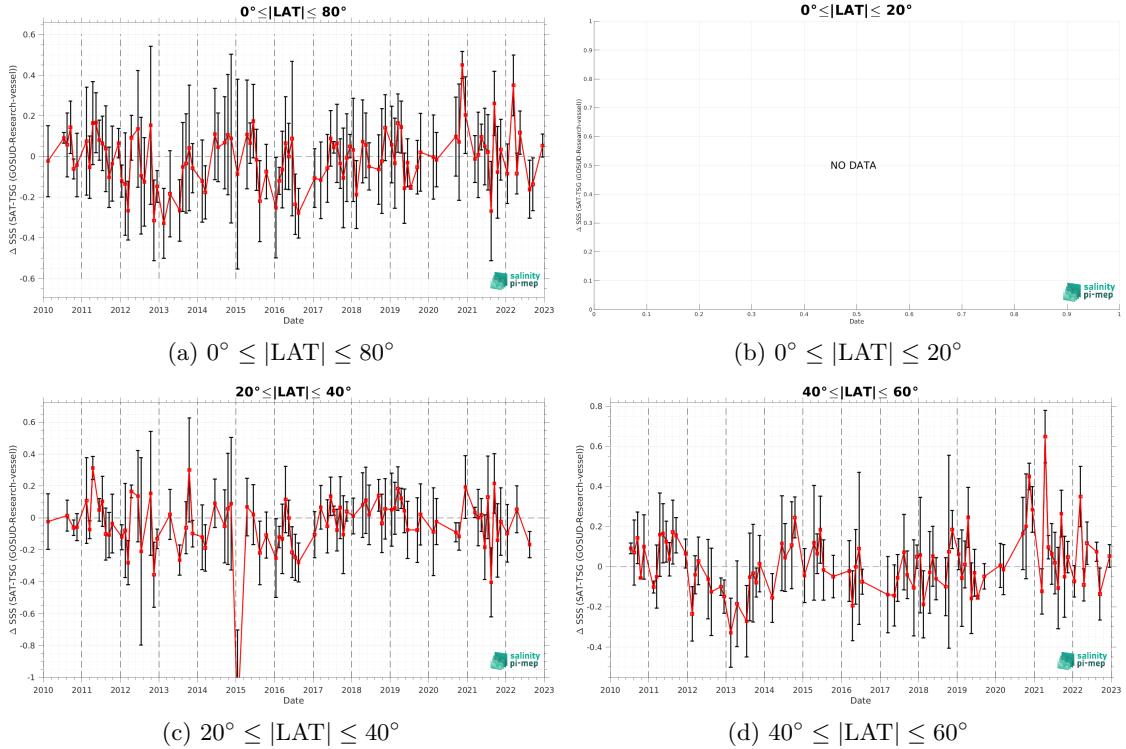 0°≤|LAT|≤ 80°
Δ SSS (SAT-TSG (GOSUD-Research-vessel))
0.6
0.4
0.2
0
-0.2
-0.4
-0.6
2010 2011 2012 2013 2014 2015 2016 2017 2018 2019 2020 2021 2022 2023
Date
salinity
pi-mep
(a) 0° ≤ |LAT| ≤ 80°
0°≤|LAT|≤ 20°
Δ SSS (SAT-TSG (GOSUD-Research-vessel))
1
0.9
0.8
0.7
0.6
0.5
0.4
0.3
0.2
0.1
0
NO DATA
0 0.1 0.2 0.3 0.4 0.5 0.6 0.7 0.8 0.9 1
Date
salinity
pi-mep
(b) 0° ≤ |LAT| ≤ 20°
20°≤|LAT|≤ 40°
Δ SSS (SAT-TSG (GOSUD-Research-vessel))
0.6
0.4
0.2
0
-0.2
-0.4
-0.6
-0.8
-1
2010 2011 2012 2013 2014 2015 2016 2017 2018 2019 2020 2021 2022 2023
Date
salinity
pi-mep
(c) 20° ≤ |LAT| ≤ 40°
40°≤|LAT|≤ 60°
Δ SSS (SAT-TSG (GOSUD-Research-vessel))
0.8
0.6
0.4
0.2
0
-0.2
-0.4
2010 2011 2012 2013 2014 2015 2016 2017 2018 2019 2020 2021 2022 2023
Date
salinity
pi-mep
(d) 40° ≤ |LAT| ≤ 60°